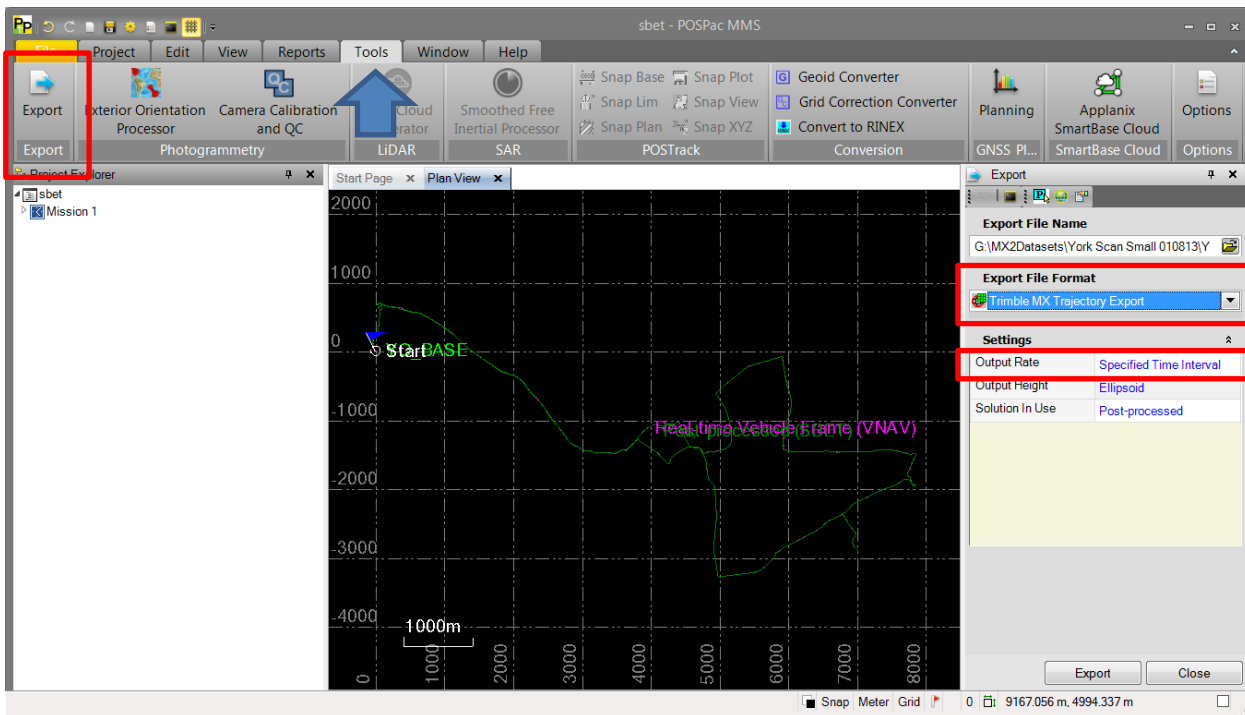 PP
sbet - POSPac MMS
File Project Edit View Reports Tools Window Help
Export
Exterior Orientation Processor
Camera Calibration and QC
Smoothed Free Inertial Processor
Snap Base Snap Plot
Snap Lim Snap View
Snap Plan Snap XYZ
Geoid Converter
Grid Correction Converter
Convert to RINEX
Planning
Applanix SmartBase Cloud
Options
Export Photogrammetry LiDAR SAR POSTrack Conversion GNSS Pl... SmartBase Cloud Options
Project Explorer
sbet
Mission 1
Start Page Plan View
2000
1000
0
Start
-1000
Real-time Vehicle Frame (VNAV)
-2000
-3000
-4000
1000m
0 1000 2000 3000 4000 5000 6000 7000 8000
Export
Export File Name
G:\MX2Datasets\York Scan Small 010813\Y
Export File Format
Trimble MX Trajectory Export
Settings
Output Rate Specified Time Interval
Output Height Ellipsoid
Solution In Use Post-processed
Export Close
Snap Meter Grid 0 9167.056 m, 4994.337 m